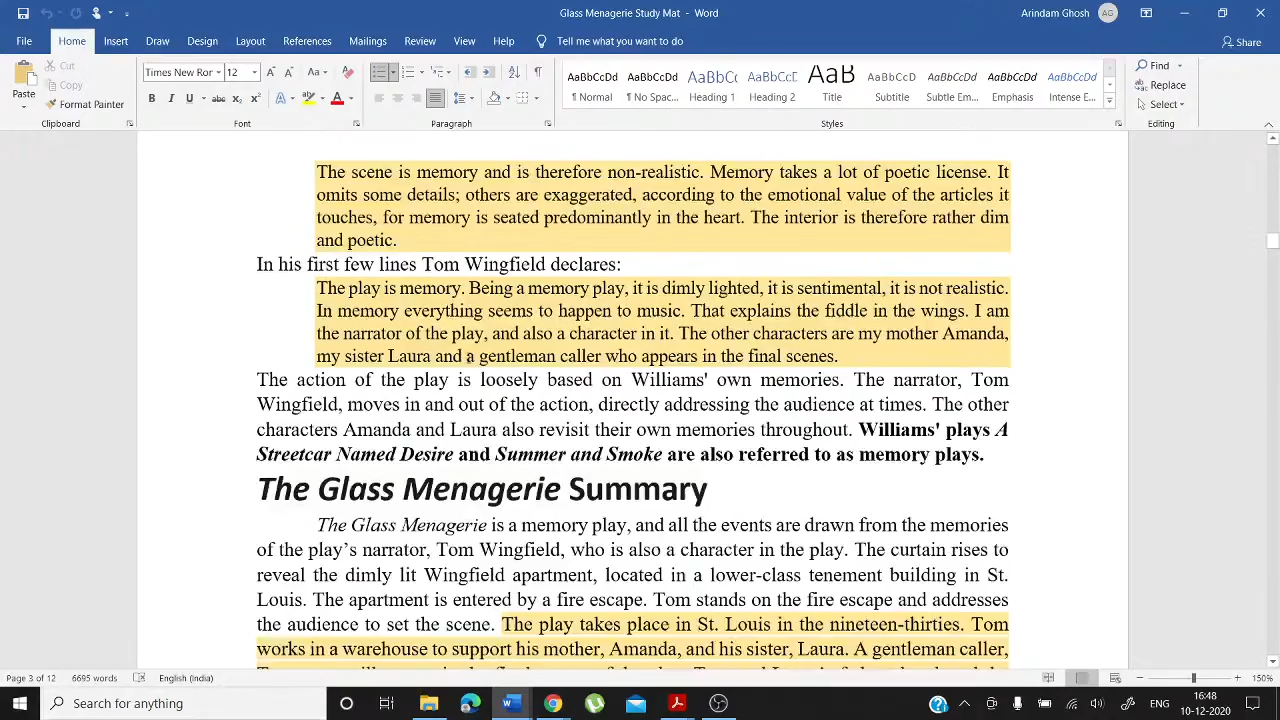 Glass Menagerie Study Mat - Word
Arindam Ghosh AG
File Home Insert Draw Design Layout References Mailings Review View Help Tell me what you want to do Share
Paste
Cut
Copy
Format Painter
Clipboard
Times New Ror 12
Font
Paragraph
AaBbCcDd AaBbCcDd AaBbC AaBbCcD AaB AaBbCcDd AaBbCcDd AaBbCcDd AaBbCcDd
¶ Normal ¶ No Spac... Heading 1 Heading 2 Title Subtitle Subtle Em... Emphasis Intense E...
Styles
Find
Replace
Select
Editing
The scene is memory and is therefore non-realistic. Memory takes a lot of poetic license. It
omits some details; others are exaggerated, according to the emotional value of the articles it
touches, for memory is seated predominantly in the heart. The interior is therefore rather dim
and poetic.
In his first few lines Tom Wingfield declares:
The play is memory. Being a memory play, it is dimly lighted, it is sentimental, it is not realistic.
In memory everything seems to happen to music. That explains the fiddle in the wings. I am
the narrator of the play, and also a character in it. The other characters are my mother Amanda,
my sister Laura and a gentleman caller who appears in the final scenes.
The action of the play is loosely based on Williams' own memories. The narrator, Tom
Wingfield, moves in and out of the action, directly addressing the audience at times. The other
characters Amanda and Laura also revisit their own memories throughout. Williams' plays A
Streetcar Named Desire and Summer and Smoke are also referred to as memory plays.
The Glass Menagerie Summary
The Glass Menagerie is a memory play, and all the events are drawn from the memories
of the play's narrator, Tom Wingfield, who is also a character in the play. The curtain rises to
reveal the dimly lit Wingfield apartment, located in a lower-class tenement building in St.
Louis. The apartment is entered by a fire escape. Tom stands on the fire escape and addresses
the audience to set the scene. The play takes place in St. Louis in the nineteen-thirties. Tom
works in a warehouse to support his mother, Amanda, and his sister, Laura. A gentleman caller,
Page 3 of 12 6695 words English (India) 150%
Type here to search
ENG 16:48
10-12-2020